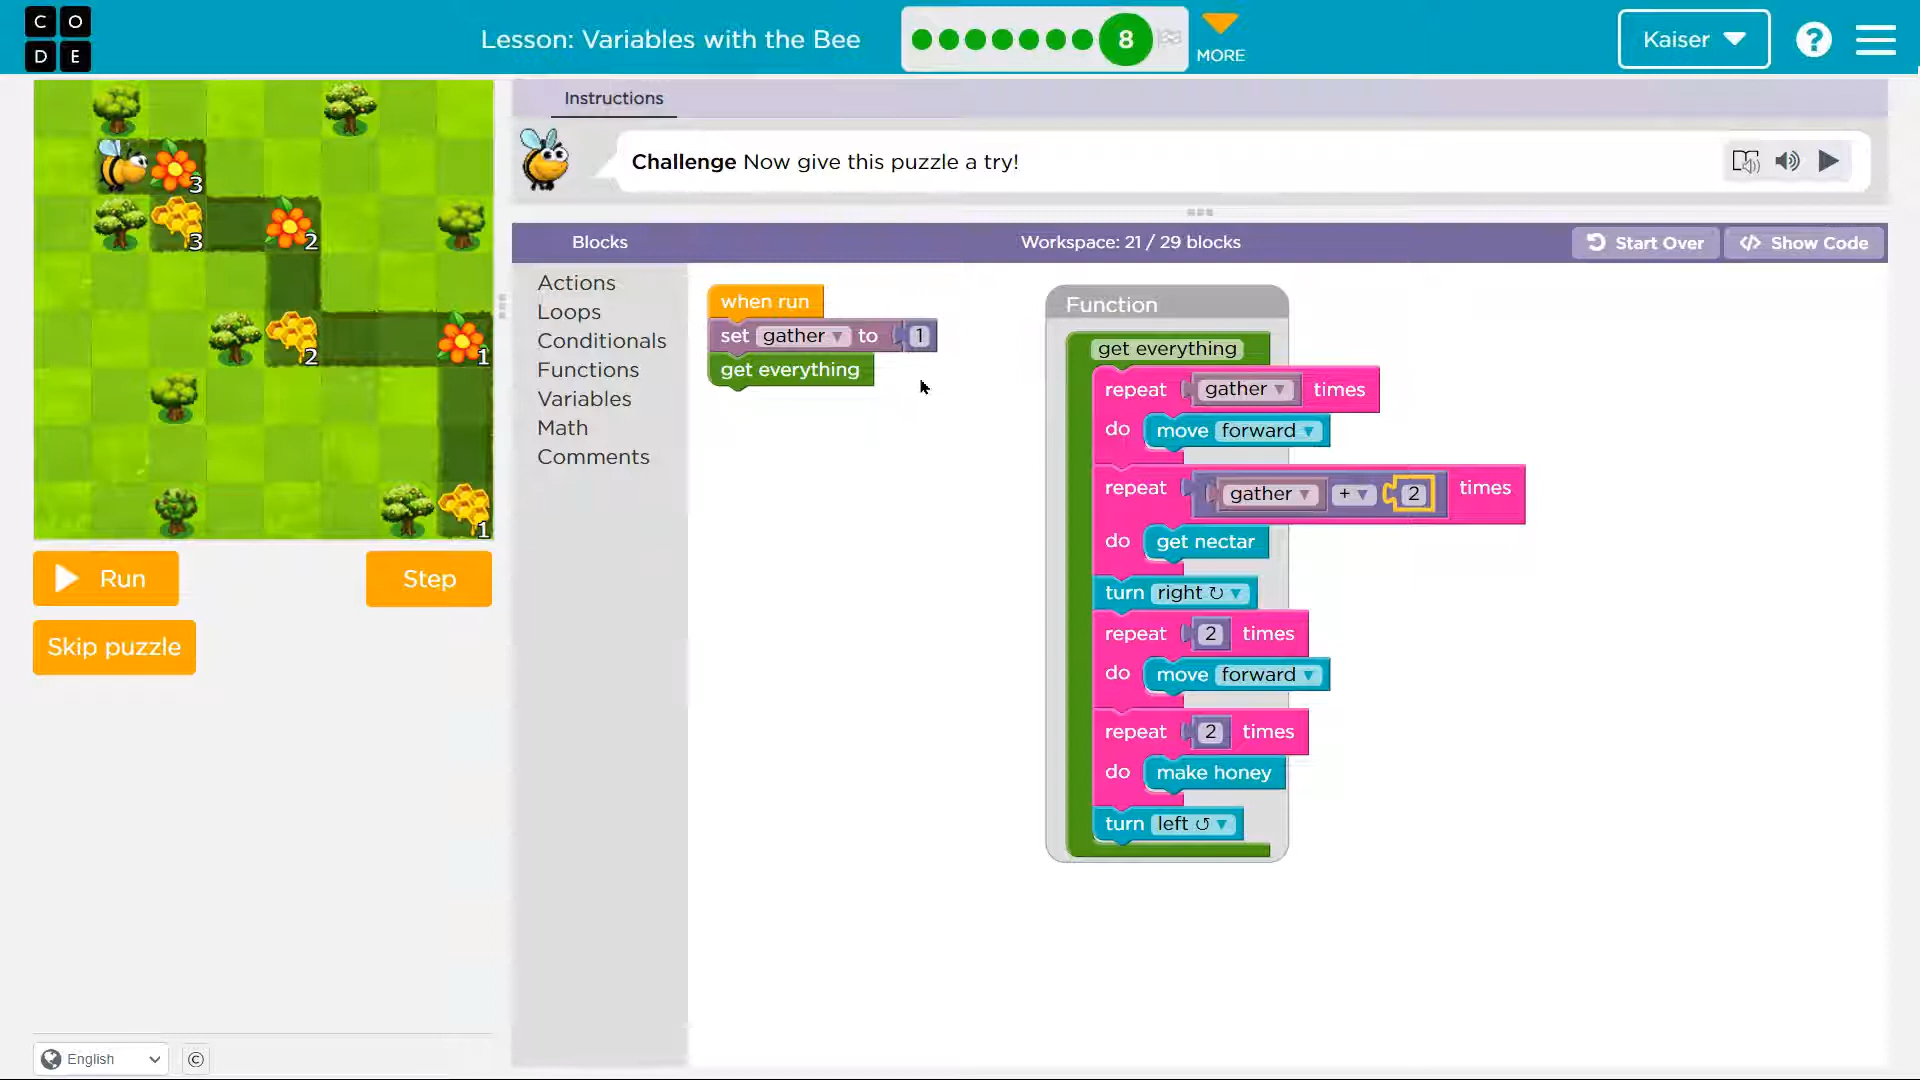 C O
D E
Lesson: Variables with the Bee
8
MORE
Kaiser
?
Instructions
Challenge Now give this puzzle a try!
3
3
2
2
1
1
Run
Step
Skip puzzle
English
©
Blocks
Workspace: 21 / 29 blocks
Start Over
</> Show Code
Actions
Loops
Conditionals
Functions
Variables
Math
Comments
when run
set gather to 1
get everything
Function
get everything
repeat gather times
do move forward
repeat gather + 2 times
do get nectar
turn right ↻
repeat 2 times
do move forward
repeat 2 times
do make honey
turn left ↺